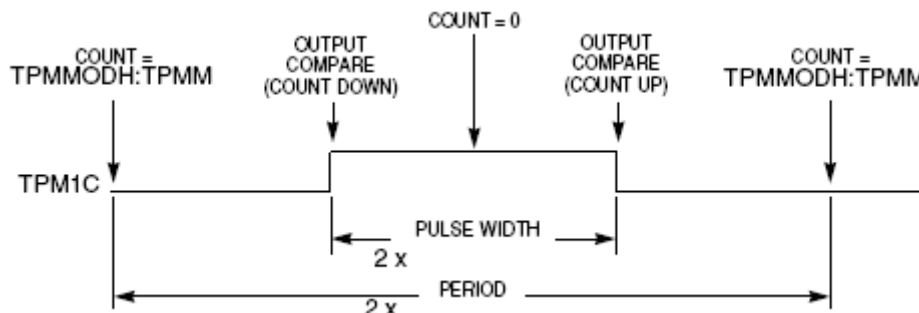 COUNT = 0
COUNT =
TPMMODH:TPMM
OUTPUT
COMPARE
(COUNT DOWN)
OUTPUT
COMPARE
(COUNT UP)
COUNT =
TPMMODH:TPMM
TPM1C
PULSE WIDTH
2 x
PERIOD
2 x